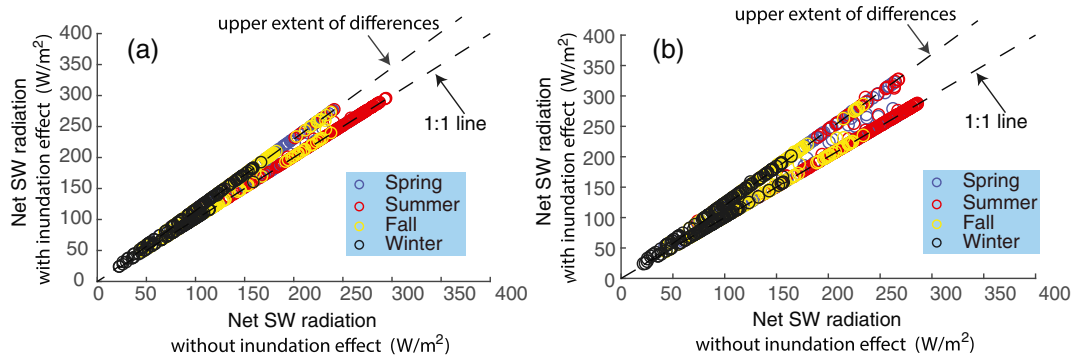 upper extent of differences
(a)
1:1 line
Net SW radiation
with inundation effect (W/m²)
400
350
300
250
200
150
100
50
0
Spring
Summer
Fall
Winter
0 50 100 150 200 250 300 350 400
Net SW radiation
without inundation effect (W/m²)
upper extent of differences
(b)
1:1 line
Net SW radiation
with inundation effect (W/m²)
400
350
300
250
200
150
100
50
0
Spring
Summer
Fall
Winter
0 50 100 150 200 250 300 350 400
Net SW radiation
without inundation effect (W/m²)